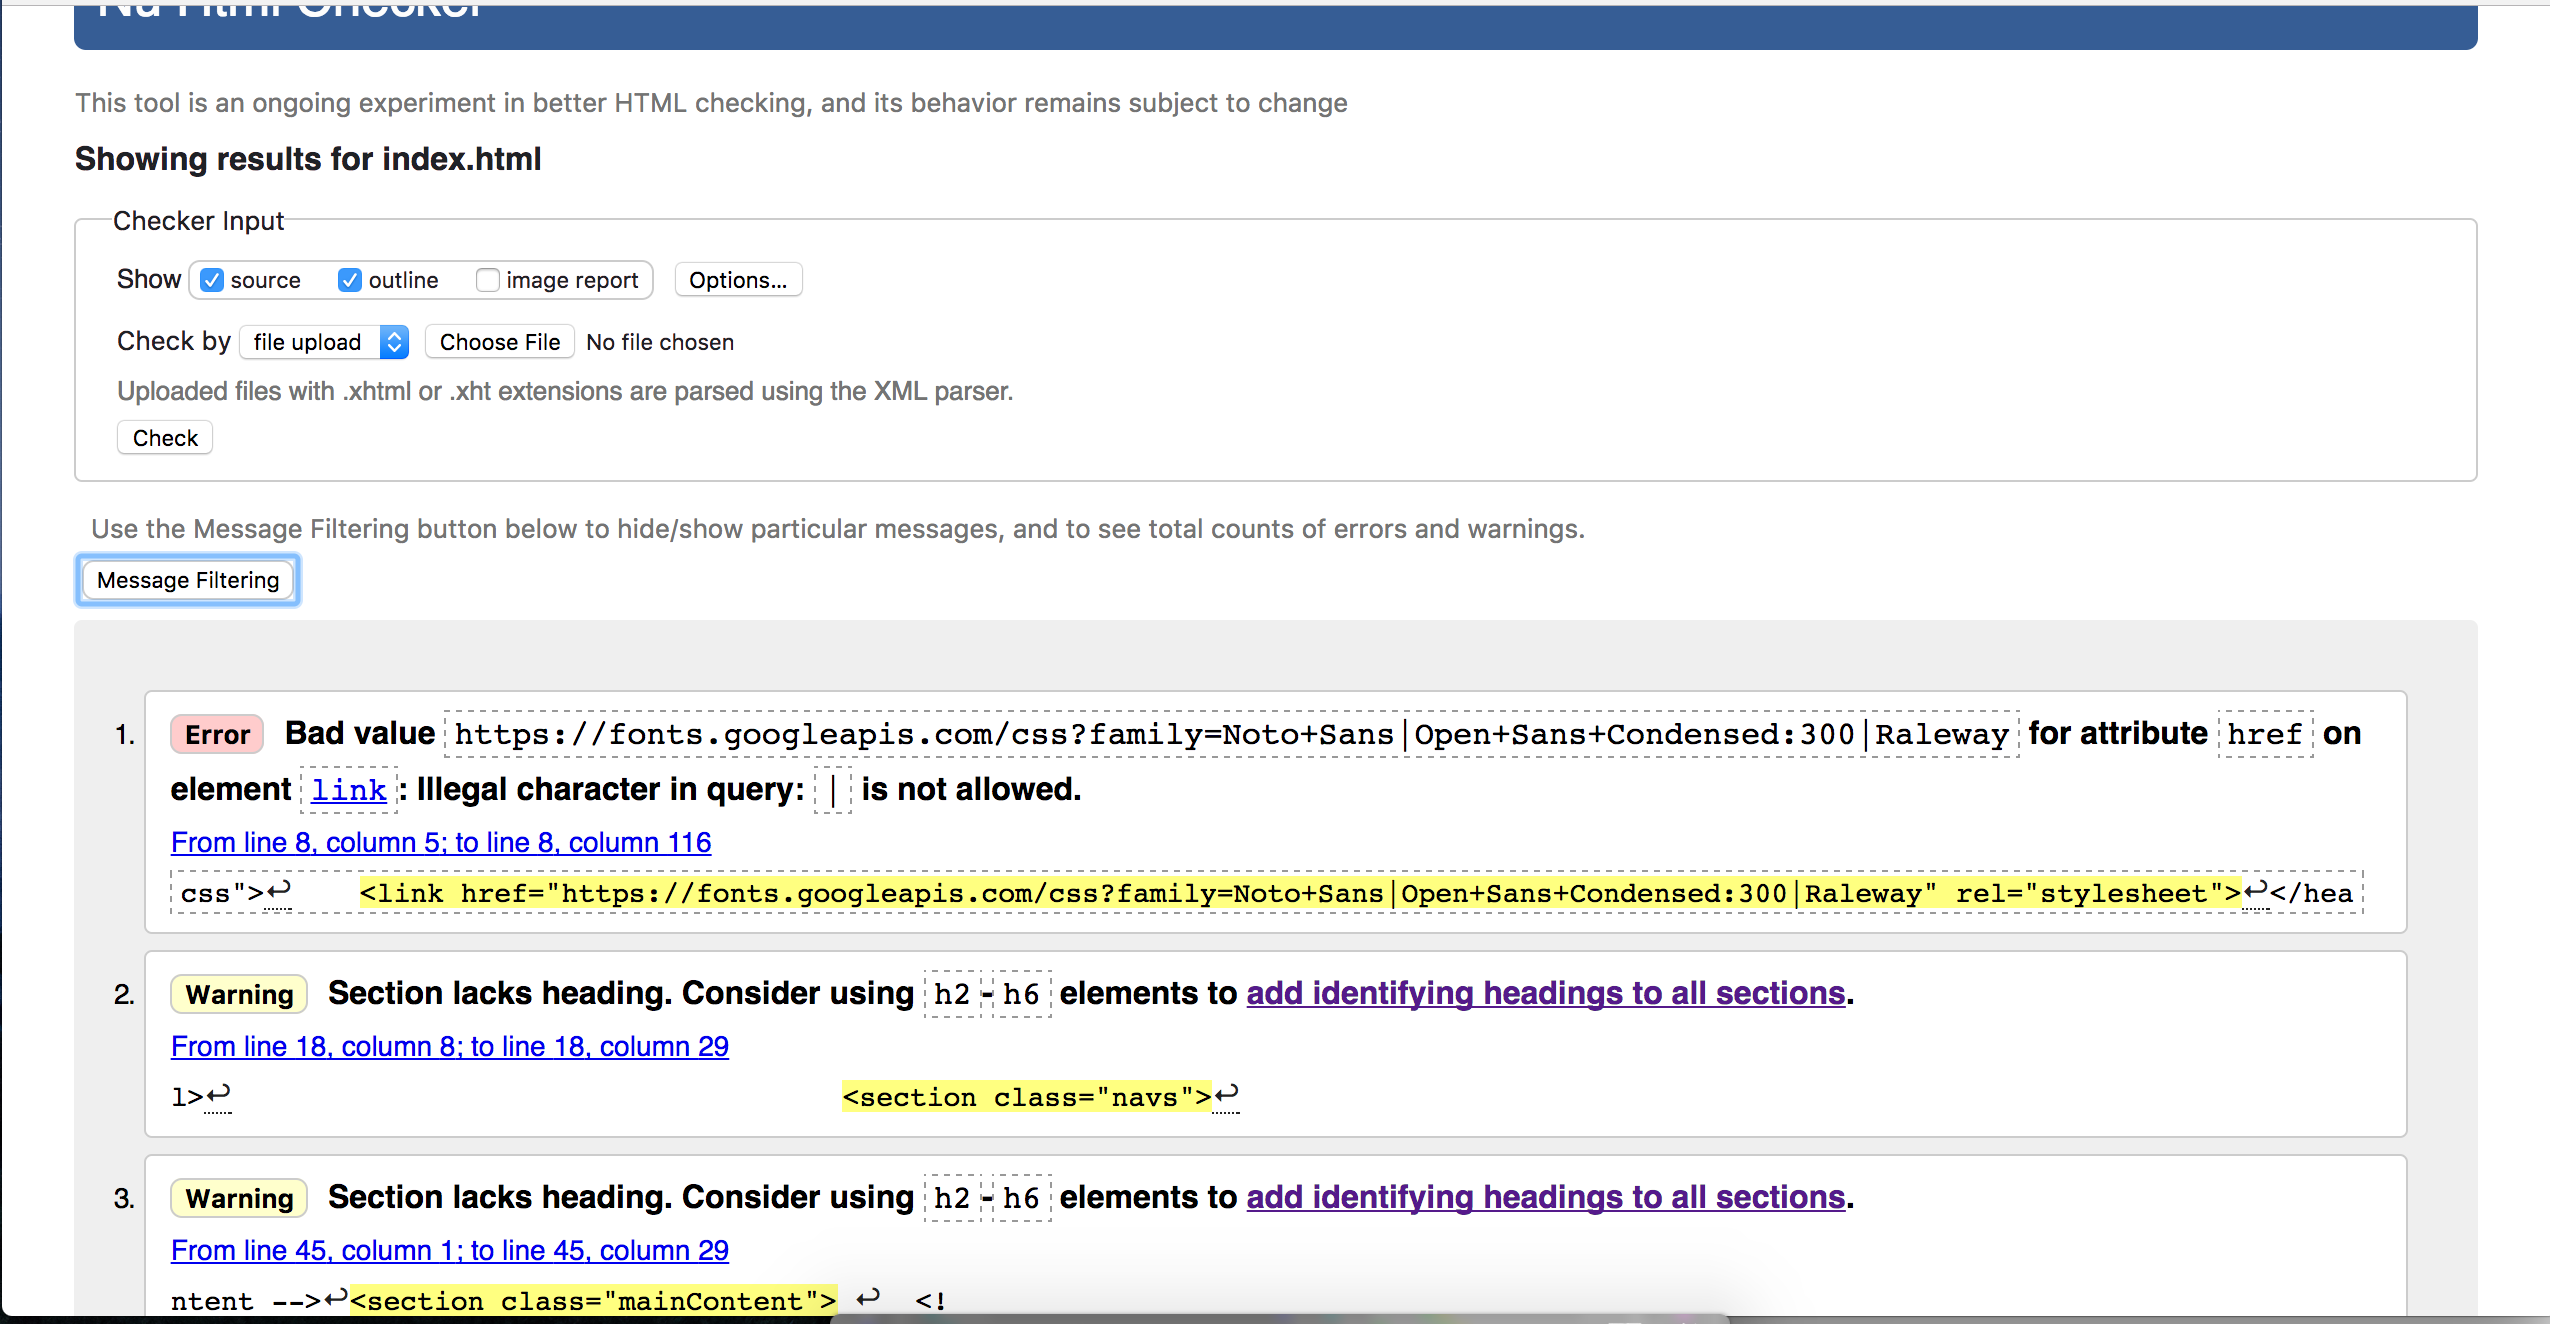 Nu Html Checker
This tool is an ongoing experiment in better HTML checking, and its behavior remains subject to change
Showing results for index.html
Checker Input
Show source outline image report Options...
Check by file upload Choose File No file chosen
Uploaded files with .xhtml or .xht extensions are parsed using the XML parser.
Check
Use the Message Filtering button below to hide/show particular messages, and to see total counts of errors and warnings.
Message Filtering
1. Error Bad value https://fonts.googleapis.com/css?family=Noto+Sans|Open+Sans+Condensed:300|Raleway for attribute href on
element link: Illegal character in query: | is not allowed.
From line 8, column 5; to line 8, column 116
css">↩ <link href="https://fonts.googleapis.com/css?family=Noto+Sans|Open+Sans+Condensed:300|Raleway" rel="stylesheet">↩</hea
2. Warning Section lacks heading. Consider using h2-h6 elements to add identifying headings to all sections.
From line 18, column 8; to line 18, column 29
l>↩ <section class="navs">↩
3. Warning Section lacks heading. Consider using h2-h6 elements to add identifying headings to all sections.
From line 45, column 1; to line 45, column 29
ntent -->↩<section class="mainContent"> ↩ <!